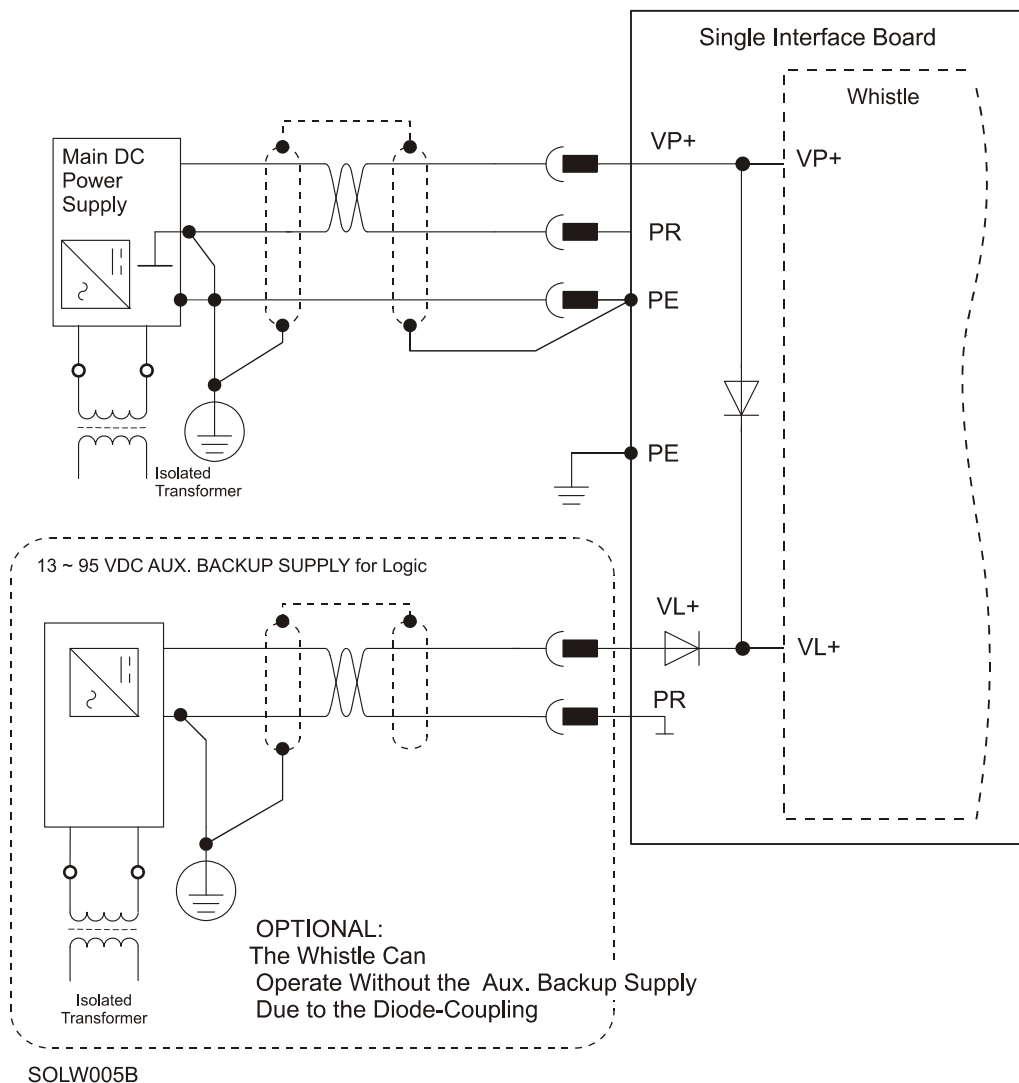 Single Interface Board
Whistle
Main DC
Power
Supply
VP+
VP+
PR
PE
Isolated
Transformer
PE
13 ~ 95 VDC AUX. BACKUP SUPPLY for Logic
VL+
VL+
PR
OPTIONAL:
The Whistle Can
Operate Without the Aux. Backup Supply
Due to the Diode-Coupling
Isolated
Transformer
SOLW005B